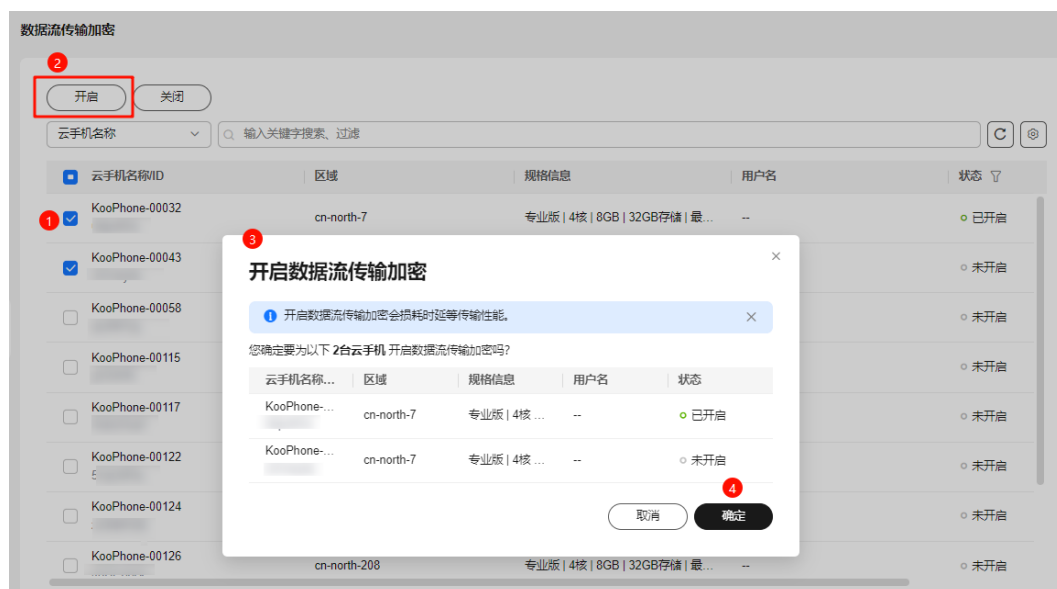 数据流传输加密
2
开启 关闭
云手机名称 输入关键字搜索、过滤
云手机名称/ID 区域 规格信息 用户名 状态
1
KooPhone-00032 cn-north-7 专业版 | 4核 | 8GB | 32GB存储 | 最... -- 已开启
KooPhone-00043 未开启
KooPhone-00058 未开启
KooPhone-00115 未开启
KooPhone-00117 未开启
KooPhone-00122 未开启
KooPhone-00124 未开启
KooPhone-00126 cn-north-208 专业版 | 4核 | 8GB | 32GB存储 | 最... -- 未开启
3
开启数据流传输加密
开启数据流传输加密会损耗时延等传输性能。
您确定要为以下 2台云手机 开启数据流传输加密吗?
云手机名称... 区域 规格信息 用户名 状态
KooPhone-... cn-north-7 专业版 | 4核 ... -- 已开启
KooPhone-... cn-north-7 专业版 | 4核 ... -- 未开启
4
取消 确定